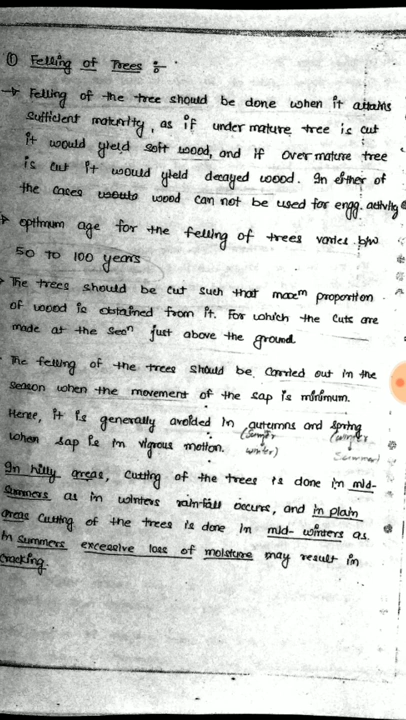 ① Felling of Trees :-
→ Felling of the tree should be done when it attains
sufficient maturity, as if undermature tree is cut
it would yield soft wood, and if overmature tree
is cut it would yield decayed wood. In either of
the cases wood can not be used for engg. activity
→ optimum age for the felling of trees varies b/w
50 TO 100 years
→ The trees should be cut such that maxm proportion
of wood is obtained from it. For which the cuts are
made at the secn just above the ground.
The felling of the trees should be carried out in the
season when the movement of the sap is minimum.
Hence, it is generally avoided in autumns and spring
when sap is in vigrous motion.
(summer
↓
winter)
(winter
↓
summer)
In hilly areas, cutting of the trees is done in mid-
summers as in winters rainfall occurs, and in plain
areas cutting of the trees is done in mid-winters as
in summers excessive loss of moisture may result in
cracking.